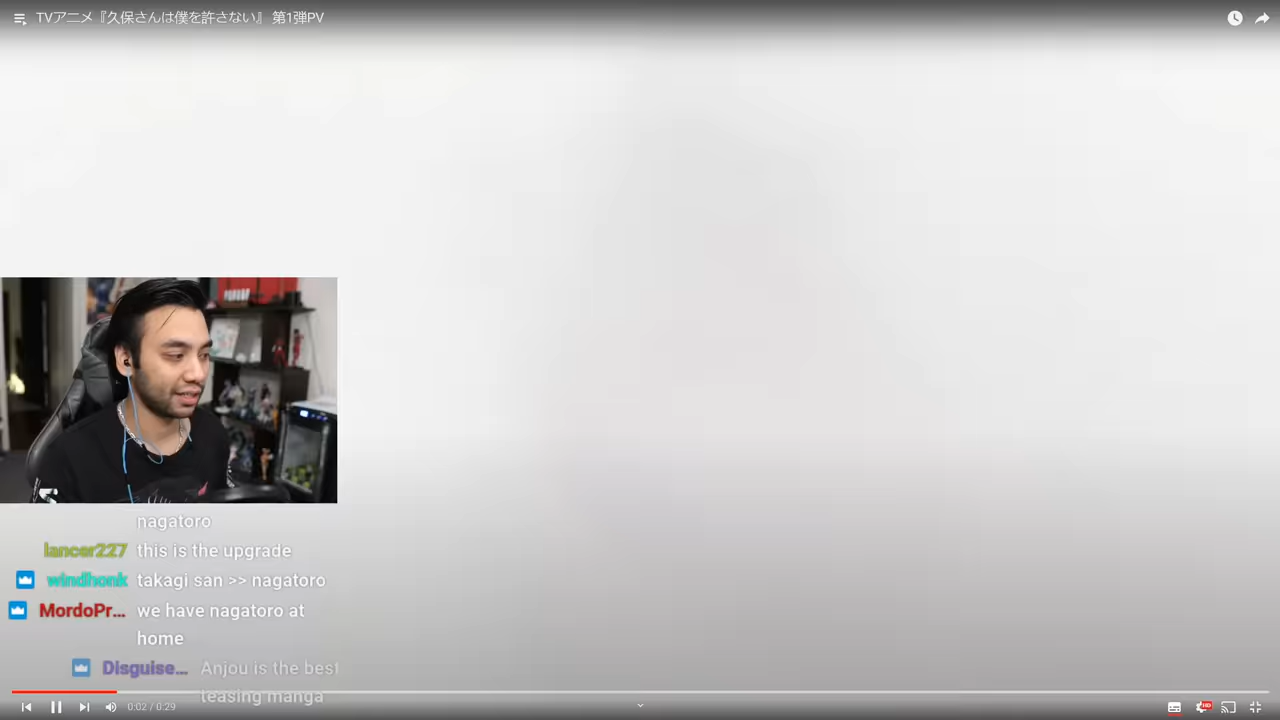 TVアニメ『久保さんは僕を許さない』 第1弾PV
nagatoro
lancer227 this is the upgrade
windhonk takagi san >> nagatoro
MordoPr... we have nagatoro at
home
Disguise... Anjou is the best
teasing manga
0:02 / 0:29
HD